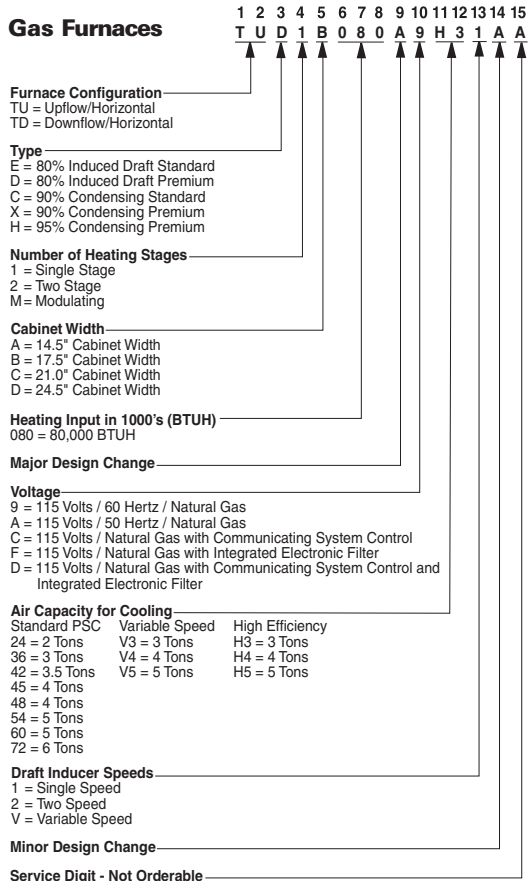 Gas Furnaces
1 2 3 4 5 6 7 8 9 10 11 12 13 14 15
T U D 1 B 0 8 0 A 9 H 3 1 A A
Furnace Configuration
TU = Upflow/Horizontal
TD = Downflow/Horizontal
Type
E = 80% Induced Draft Standard
D = 80% Induced Draft Premium
C = 90% Condensing Standard
X = 90% Condensing Premium
H = 95% Condensing Premium
Number of Heating Stages
1 = Single Stage
2 = Two Stage
M = Modulating
Cabinet Width
A = 14.5" Cabinet Width
B = 17.5" Cabinet Width
C = 21.0" Cabinet Width
D = 24.5" Cabinet Width
Heating Input in 1000's (BTUH)
080 = 80,000 BTUH
Major Design Change
Voltage
9 = 115 Volts / 60 Hertz / Natural Gas
A = 115 Volts / 50 Hertz / Natural Gas
C = 115 Volts / Natural Gas with Communicating System Control
F = 115 Volts / Natural Gas with Integrated Electronic Filter
D = 115 Volts / Natural Gas with Communicating System Control and
Integrated Electronic Filter
Air Capacity for Cooling
Standard PSC Variable Speed High Efficiency
24 = 2 Tons V3 = 3 Tons H3 = 3 Tons
36 = 3 Tons V4 = 4 Tons H4 = 4 Tons
42 = 3.5 Tons V5 = 5 Tons H5 = 5 Tons
45 = 4 Tons
48 = 4 Tons
54 = 5 Tons
60 = 5 Tons
72 = 6 Tons
Draft Inducer Speeds
1 = Single Speed
2 = Two Speed
V = Variable Speed
Minor Design Change
Service Digit - Not Orderable